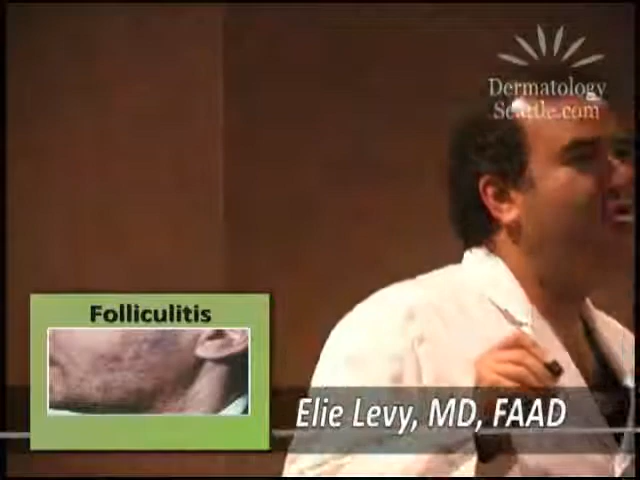 Dermatology
Seattle.com
Folliculitis
Elie Levy, MD, FAAD